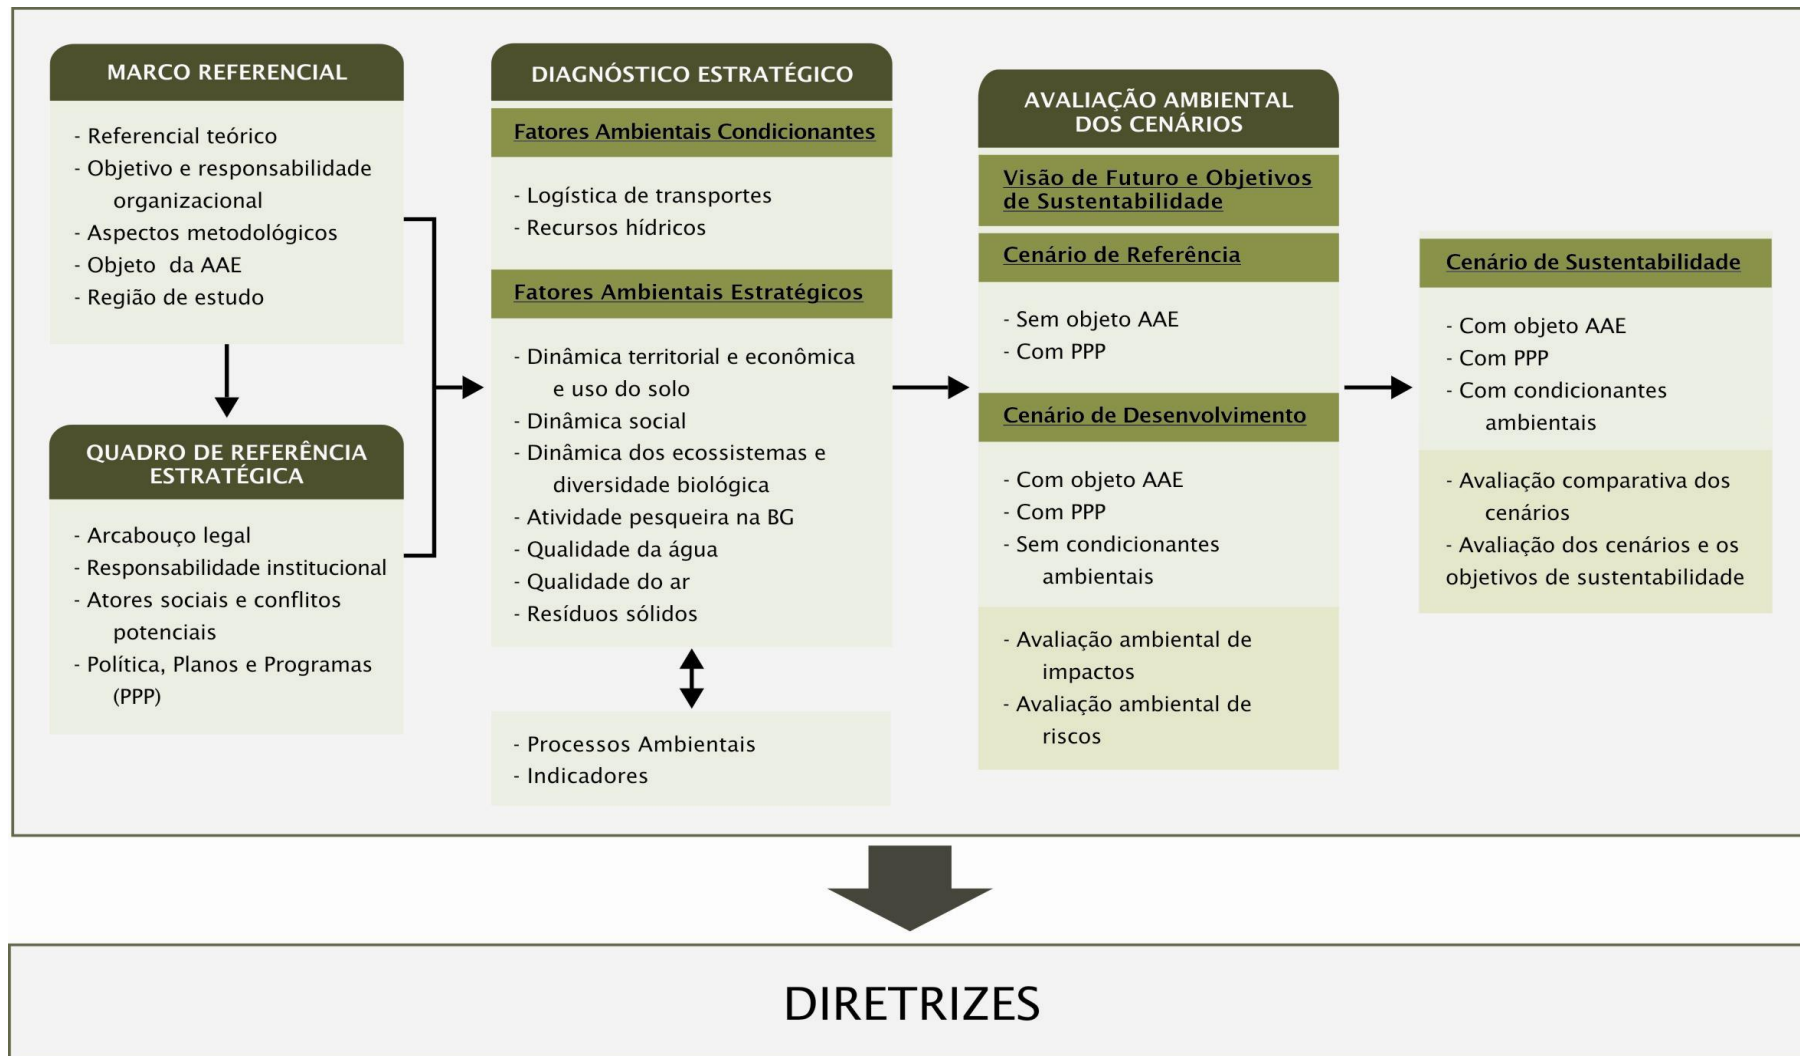 MARCO REFERENCIAL
- Referencial teórico
- Objetivo e responsabilidade
organizacional
- Aspectos metodológicos
- Objeto da AAE
- Região de estudo
QUADRO DE REFERÊNCIA
ESTRATÉGICA
- Arcabouço legal
- Responsabilidade institucional
- Atores sociais e conflitos
potenciais
- Política, Planos e Programas
(PPP)
DIAGNÓSTICO ESTRATÉGICO
Fatores Ambientais Condicionantes
- Logística de transportes
- Recursos hídricos
Fatores Ambientais Estratégicos
- Dinâmica territorial e econômica
e uso do solo
- Dinâmica social
- Dinâmica dos ecossistemas e
diversidade biológica
- Atividade pesqueira na BG
- Qualidade da água
- Qualidade do ar
- Resíduos sólidos
- Processos Ambientais
- Indicadores
AVALIAÇÃO AMBIENTAL
DOS CENÁRIOS
Visão de Futuro e Objetivos
de Sustentabilidade
Cenário de Referência
- Sem objeto AAE
- Com PPP
Cenário de Desenvolvimento
- Com objeto AAE
- Com PPP
- Sem condicionantes
ambientais
- Avaliação ambiental de
impactos
- Avaliação ambiental de
riscos
Cenário de Sustentabilidade
- Com objeto AAE
- Com PPP
- Com condicionantes
ambientais
- Avaliação comparativa dos
cenários
- Avaliação dos cenários e os
objetivos de sustentabilidade
DIRETRIZES